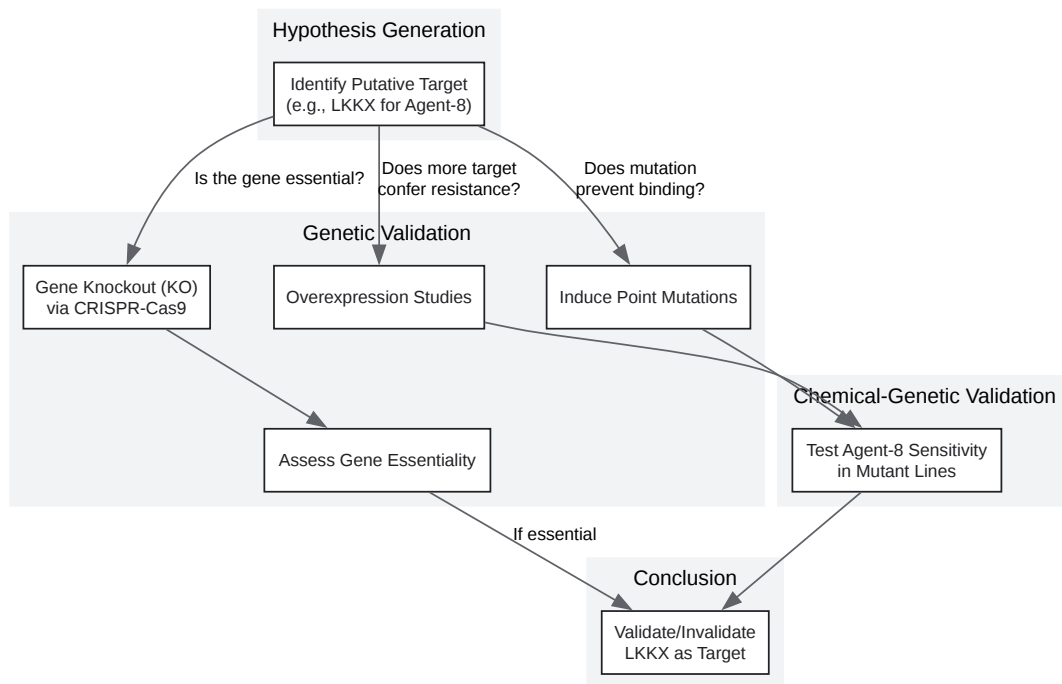 Hypothesis Generation
Identify Putative Target
(e.g., LKKX for Agent-8)
Is the gene essential?
Does more target
confer resistance?
Does mutation
prevent binding?
Genetic Validation
Gene Knockout (KO)
via CRISPR-Cas9
Overexpression Studies
Induce Point Mutations
Chemical-Genetic Validation
Assess Gene Essentiality
Test Agent-8 Sensitivity
in Mutant Lines
If essential
Conclusion
Validate/Invalidate
LKKX as Target